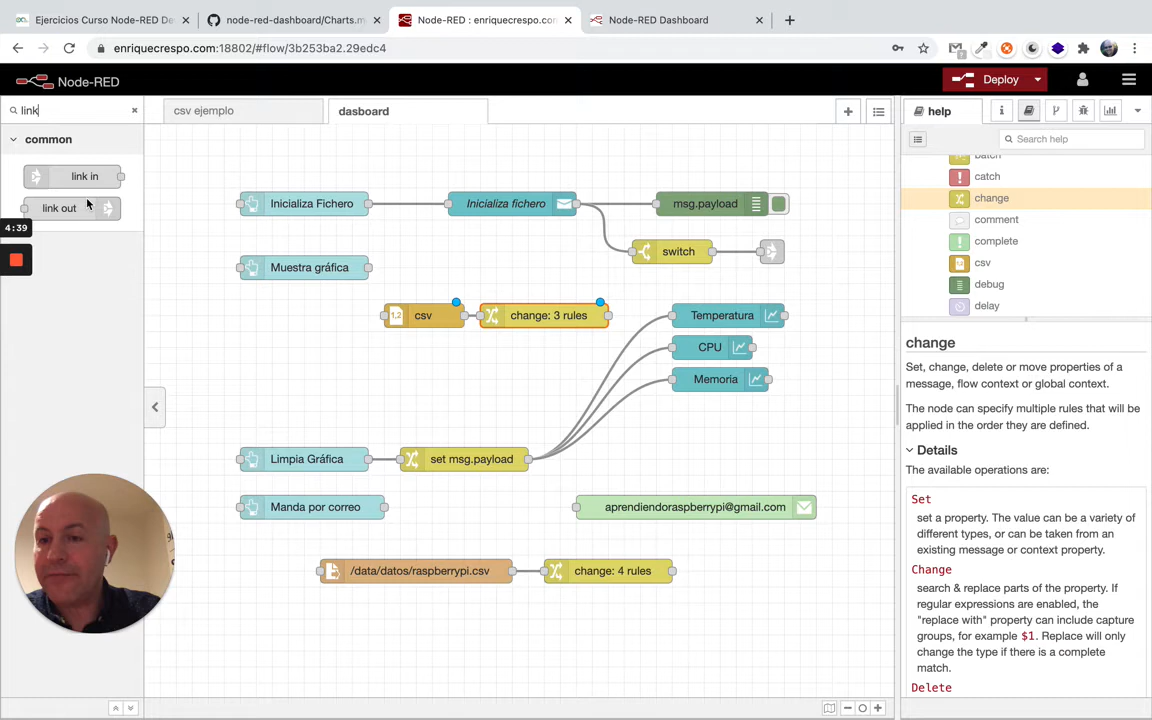 Ejercicios Curso Node-RED De
node-red-dashboard/Charts.m
Node-RED : enriquecrespo.con
Node-RED Dashboard
enriquecrespo.com:18802/#flow/3b253ba2.29edc4
Node-RED
Deploy
link
csv ejemplo
dasboard
help
Search help
common
link in
link out
4:39
Inicializa Fichero
Inicializa fichero
msg.payload
switch
Muestra gráfica
csv
change: 3 rules
Temperatura
CPU
Memoria
Limpia Gráfica
set msg.payload
Manda por correo
aprendiendoraspberrypi@gmail.com
/data/datos/raspberrypi.csv
change: 4 rules
batch
catch
change
comment
complete
csv
debug
delay
change
Set, change, delete or move properties of a
message, flow context or global context.
The node can specify multiple rules that will be
applied in the order they are defined.
Details
The available operations are:
Set
set a property. The value can be a variety of
different types, or can be taken from an
existing message or context property.
Change
search & replace parts of the property. If
regular expressions are enabled, the
"replace with" property can include capture
groups, for example $1. Replace will only
change the type if there is a complete
match.
Delete